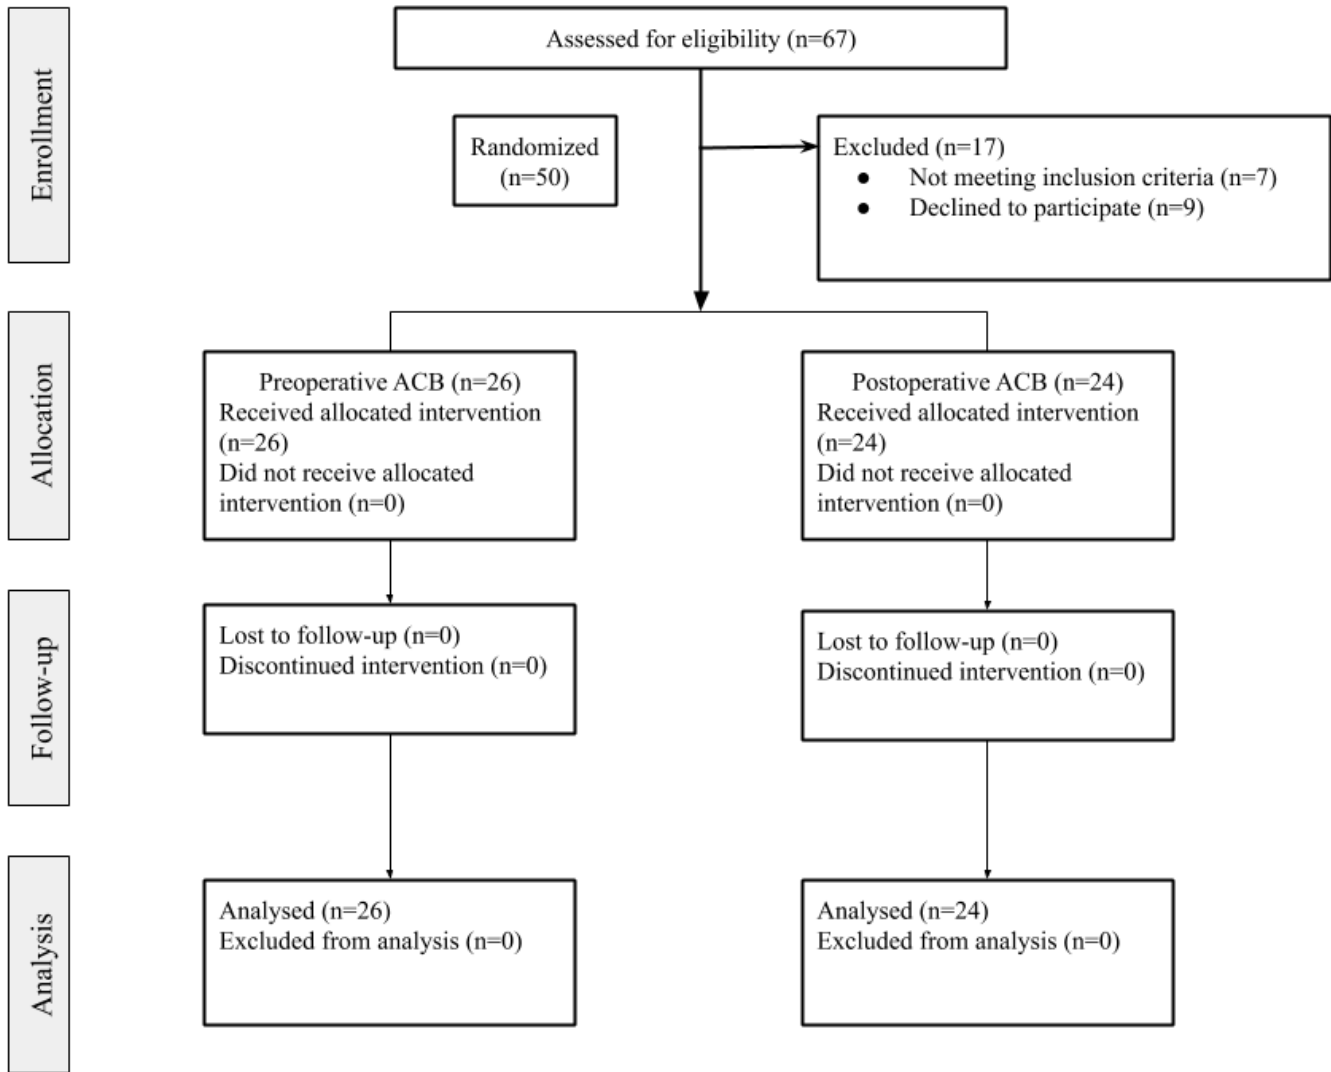 Enrollment
Assessed for eligibility (n=67)
Randomized
(n=50)
Excluded (n=17)
● Not meeting inclusion criteria (n=7)
● Declined to participate (n=9)
Allocation
Preoperative ACB (n=26)
Received allocated intervention
(n=26)
Did not receive allocated
intervention (n=0)
Postoperative ACB (n=24)
Received allocated intervention
(n=24)
Did not receive allocated
intervention (n=0)
Follow-up
Lost to follow-up (n=0)
Discontinued intervention (n=0)
Lost to follow-up (n=0)
Discontinued intervention (n=0)
Analysis
Analysed (n=26)
Excluded from analysis (n=0)
Analysed (n=24)
Excluded from analysis (n=0)